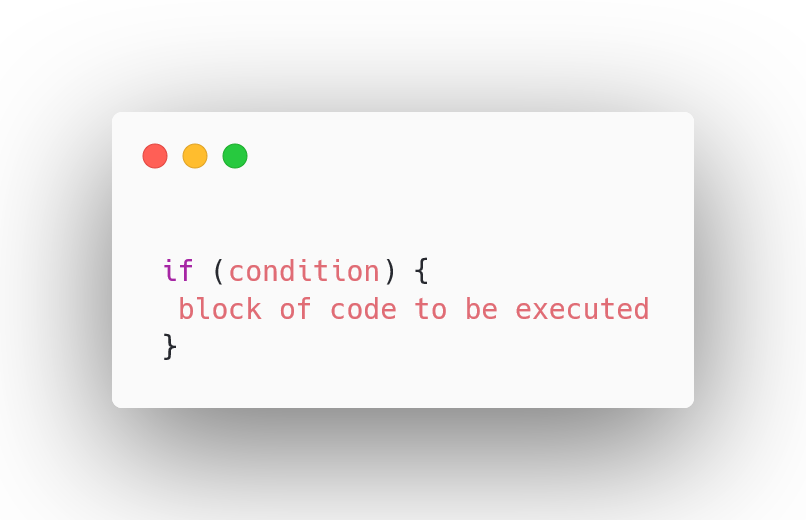 if (condition) {
 block of code to be executed
}